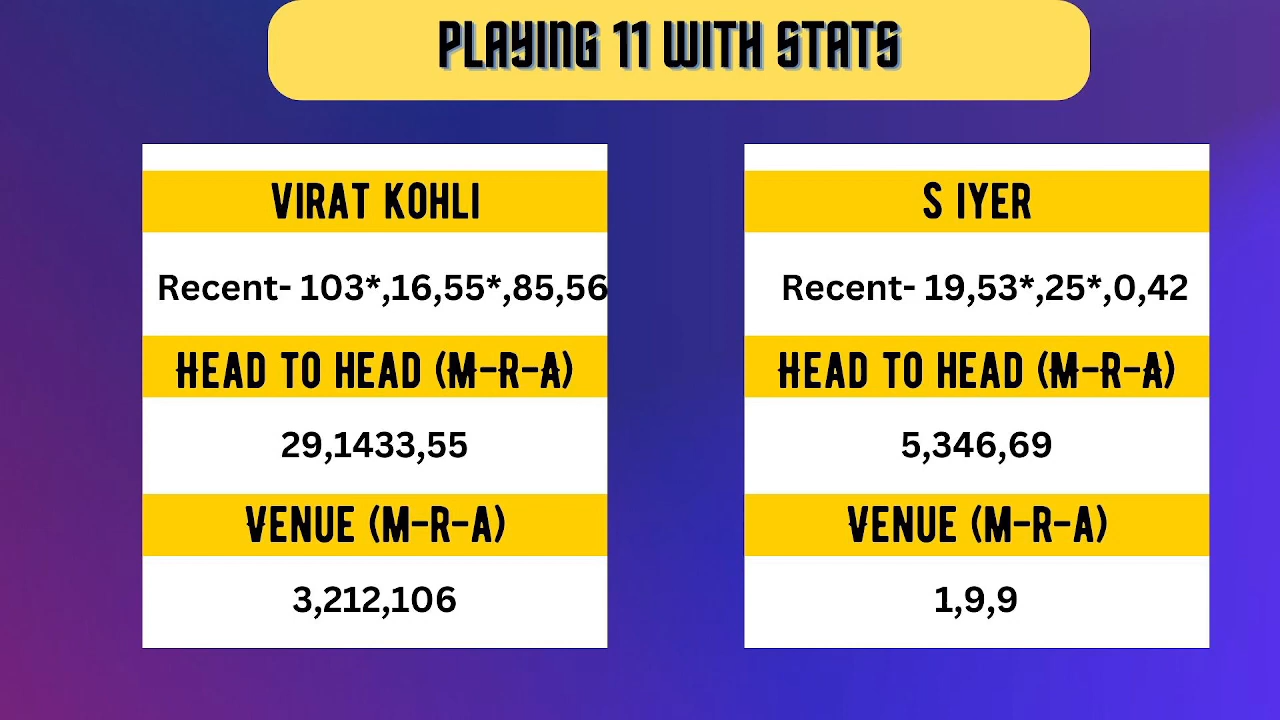 PLAYING 11 WITH STATS
VIRAT KOHLI
Recent- 103*,16,55*,85,56
HEAD TO HEAD (M-R-A)
29,1433,55
VENUE (M-R-A)
3,212,106
S IYER
Recent- 19,53*,25*,0,42
HEAD TO HEAD (M-R-A)
5,346,69
VENUE (M-R-A)
1,9,9